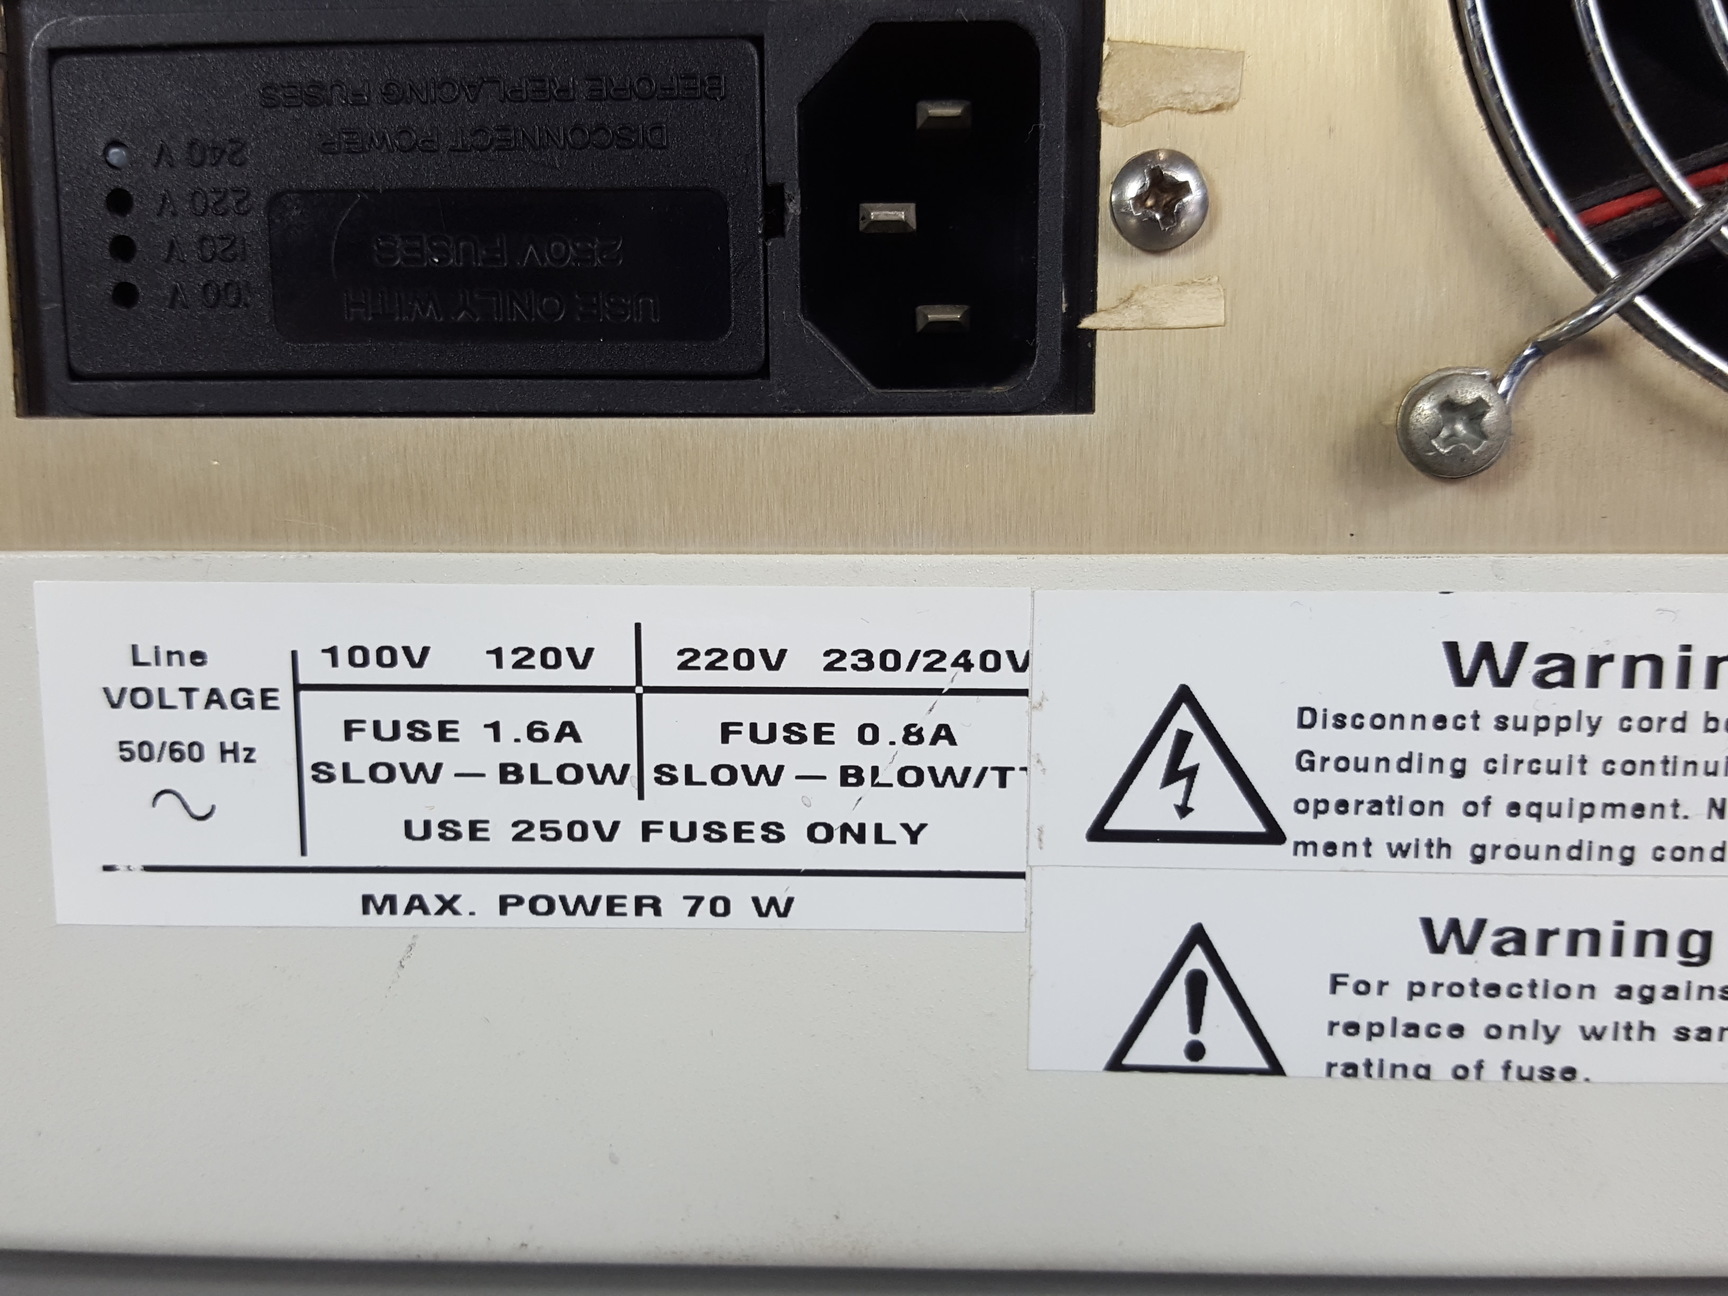 BEFORE REPLACING FUSES
DISCONNECT POWER
240 V
220 V
120 V
100 V
250V FUSES
USE ONLY WITH
Line
VOLTAGE
50/60 Hz
100V 120V 220V 230/240V
FUSE 1.6A
SLOW — BLOW
FUSE 0.8A
SLOW — BLOW/T
USE 250V FUSES ONLY
MAX. POWER 70 W
Warnin
Disconnect supply cord be
Grounding circuit continui
operation of equipment. N
ment with grounding cond
Warning
For protection agains
replace only with sam
rating of fuse.